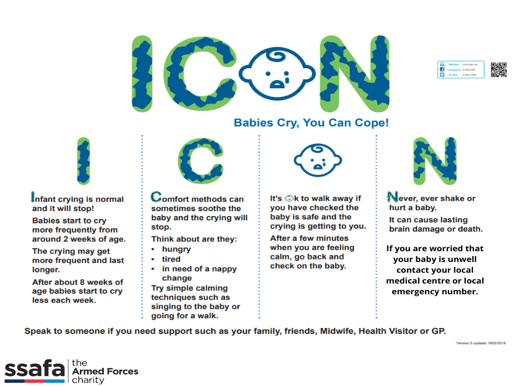 ICON
Babies Cry, You Can Cope!
I
Infant crying is normal
and it will stop!
Babies start to cry
more frequently from
around 2 weeks of age.
The crying may get
more frequent and last
longer.
After about 8 weeks of
age babies start to cry
less each week.
C
Comfort methods can
sometimes soothe the
baby and the crying will
stop.
Think about are they:
▪ hungry
▪ tired
▪ in need of a nappy
change
Try simple calming
techniques such as
singing to the baby or
going for a walk.
It's Ok to walk away if
you have checked the
baby is safe and the
crying is getting to you.
After a few minutes
when you are feeling
calm, go back and
check on the baby.
N
Never, ever shake or
hurt a baby.
It can cause lasting
brain damage or death.
If you are worried that
your baby is unwell
contact your local
medical centre or local
emergency number.
Speak to someone if you need support such as your family, friends, Midwife, Health Visitor or GP.
ssafa
the
Armed Forces
charity